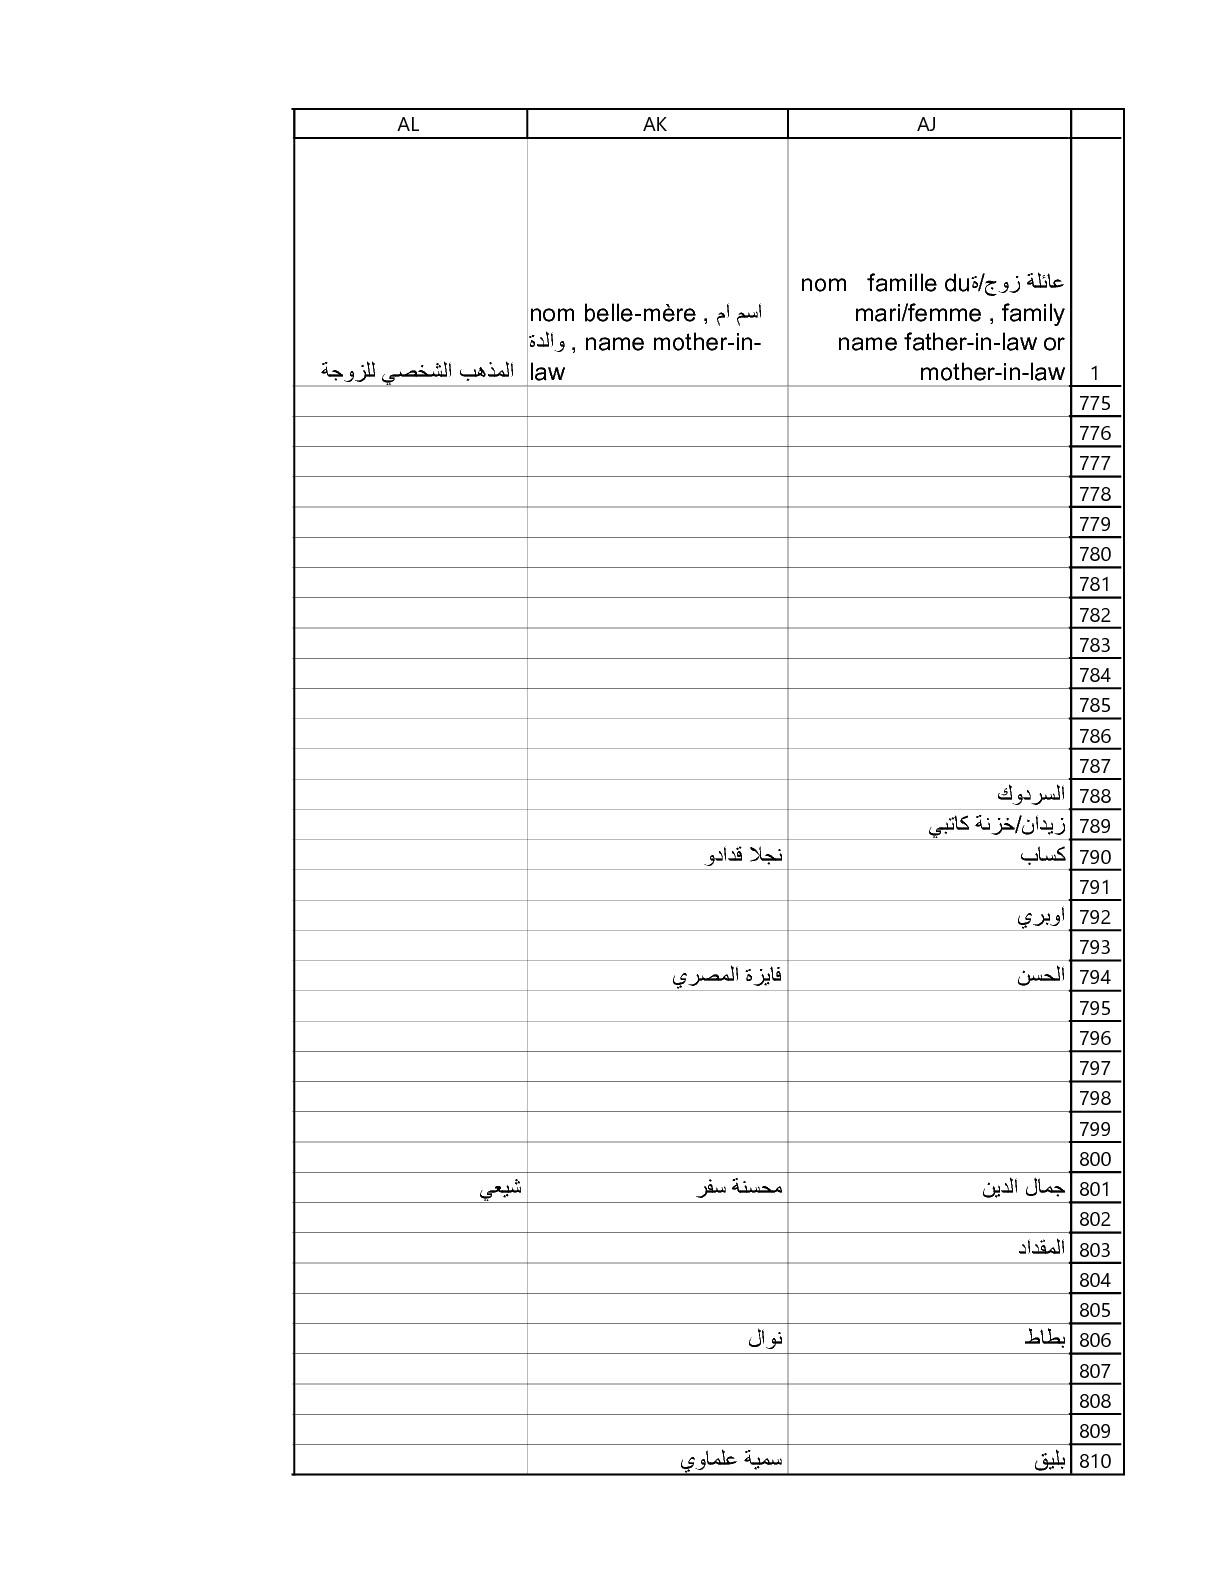 AJ AK AL
عائلة زوج/ة nom famille du
mari/femme , family
name father-in-law or
mother-in-law
nom belle-mère , اسم ام
والدة , name mother-in-
law
المذهب الشخصي للزوجة
1
775
776
777
778
779
780
781
782
783
784
785
786
787
788 السردوك
789 زيدان/خزنة كاتبي
790 كساب نجلا قدادو
791
792 اوبري
793
794 الحسن فايزة المصري
795
796
797
798
799
800
801 جمال الدين محسنة سفر شيعي
802
803 المقداد
804
805
806 بطاط نوال
807
808
809
810 بليق سمية علماوي